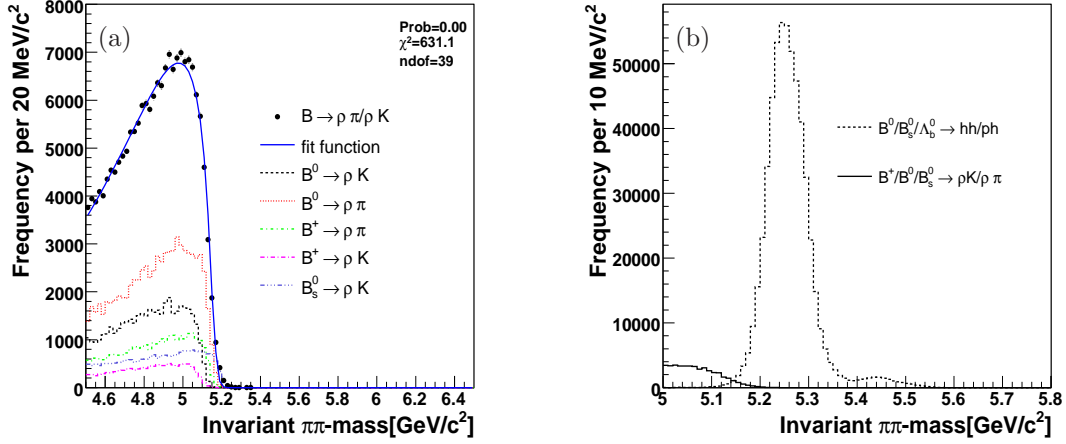 (a)
Prob=0.00
χ²=631.1
ndof=39
Frequency per 20 MeV/c²
8000
7000
6000
5000
4000
3000
2000
1000
0
B → ρ π/ρ K
fit function
B⁰ → ρ K
B⁰ → ρ π
B⁺ → ρ π
B⁺ → ρ K
B⁰ₛ → ρ K
4.6 4.8 5 5.2 5.4 5.6 5.8 6 6.2 6.4
Invariant ππ-mass[GeV/c²]
(b)
Frequency per 10 MeV/c²
50000
40000
30000
20000
10000
0
B⁰/B⁰ₛ/Λ⁰_b → hh/ph
B⁺/B⁰/B⁰ₛ → ρK/ρ π
5 5.1 5.2 5.3 5.4 5.5 5.6 5.7 5.8
Invariant ππ-mass[GeV/c²]